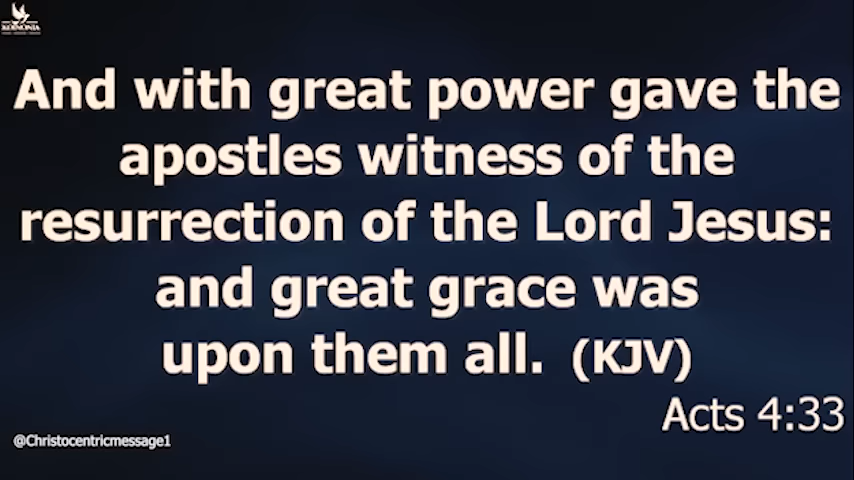 KOINONIA
And with great power gave the
apostles witness of the
resurrection of the Lord Jesus:
and great grace was
upon them all. (KJV)
Acts 4:33
@Christocentricmessage1